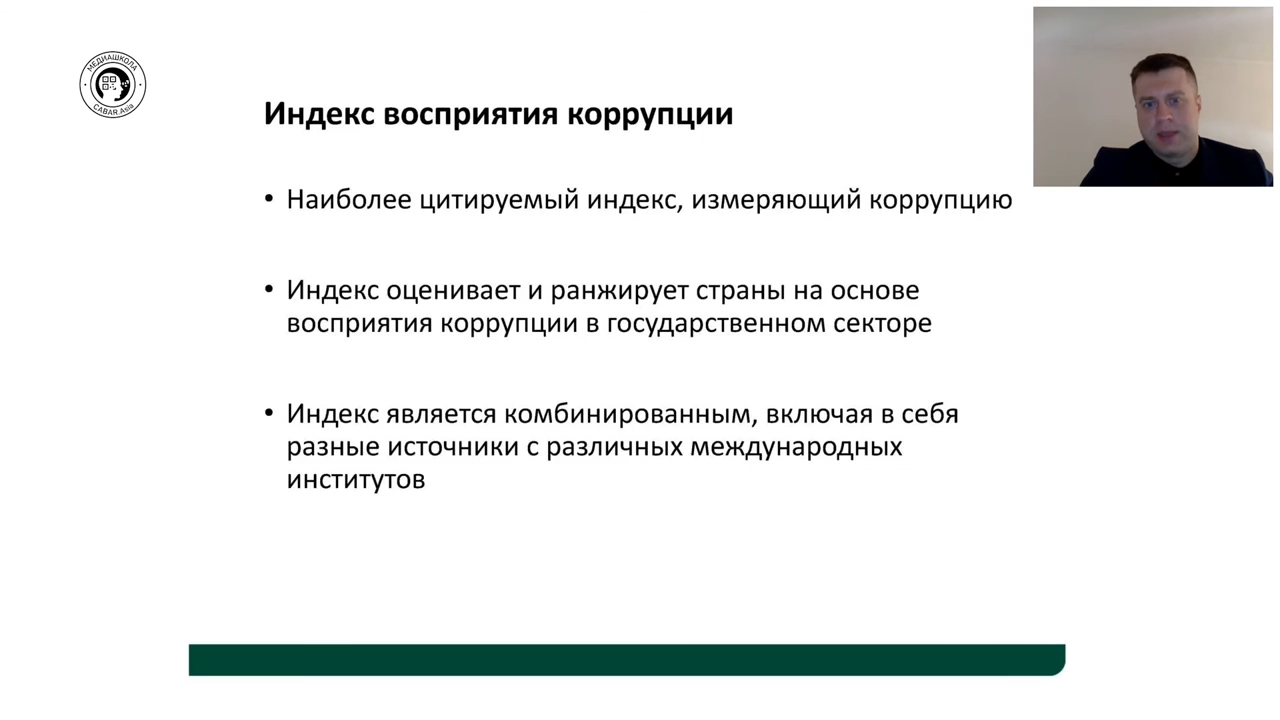 МЕДИАШКОЛА
CABAR.Asia
Индекс восприятия коррупции
• Наиболее цитируемый индекс, измеряющий коррупцию
• Индекс оценивает и ранжирует страны на основе
восприятия коррупции в государственном секторе
• Индекс является комбинированным, включая в себя
разные источники с различных международных
институтов